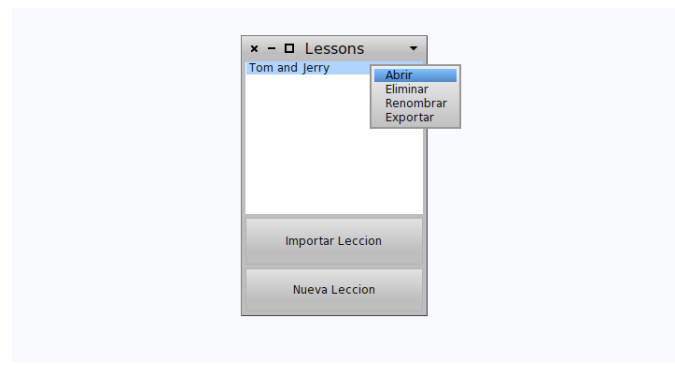 Lessons
Tom and Jerry
Abrir
Eliminar
Renombrar
Exportar
Importar Leccion
Nueva Leccion